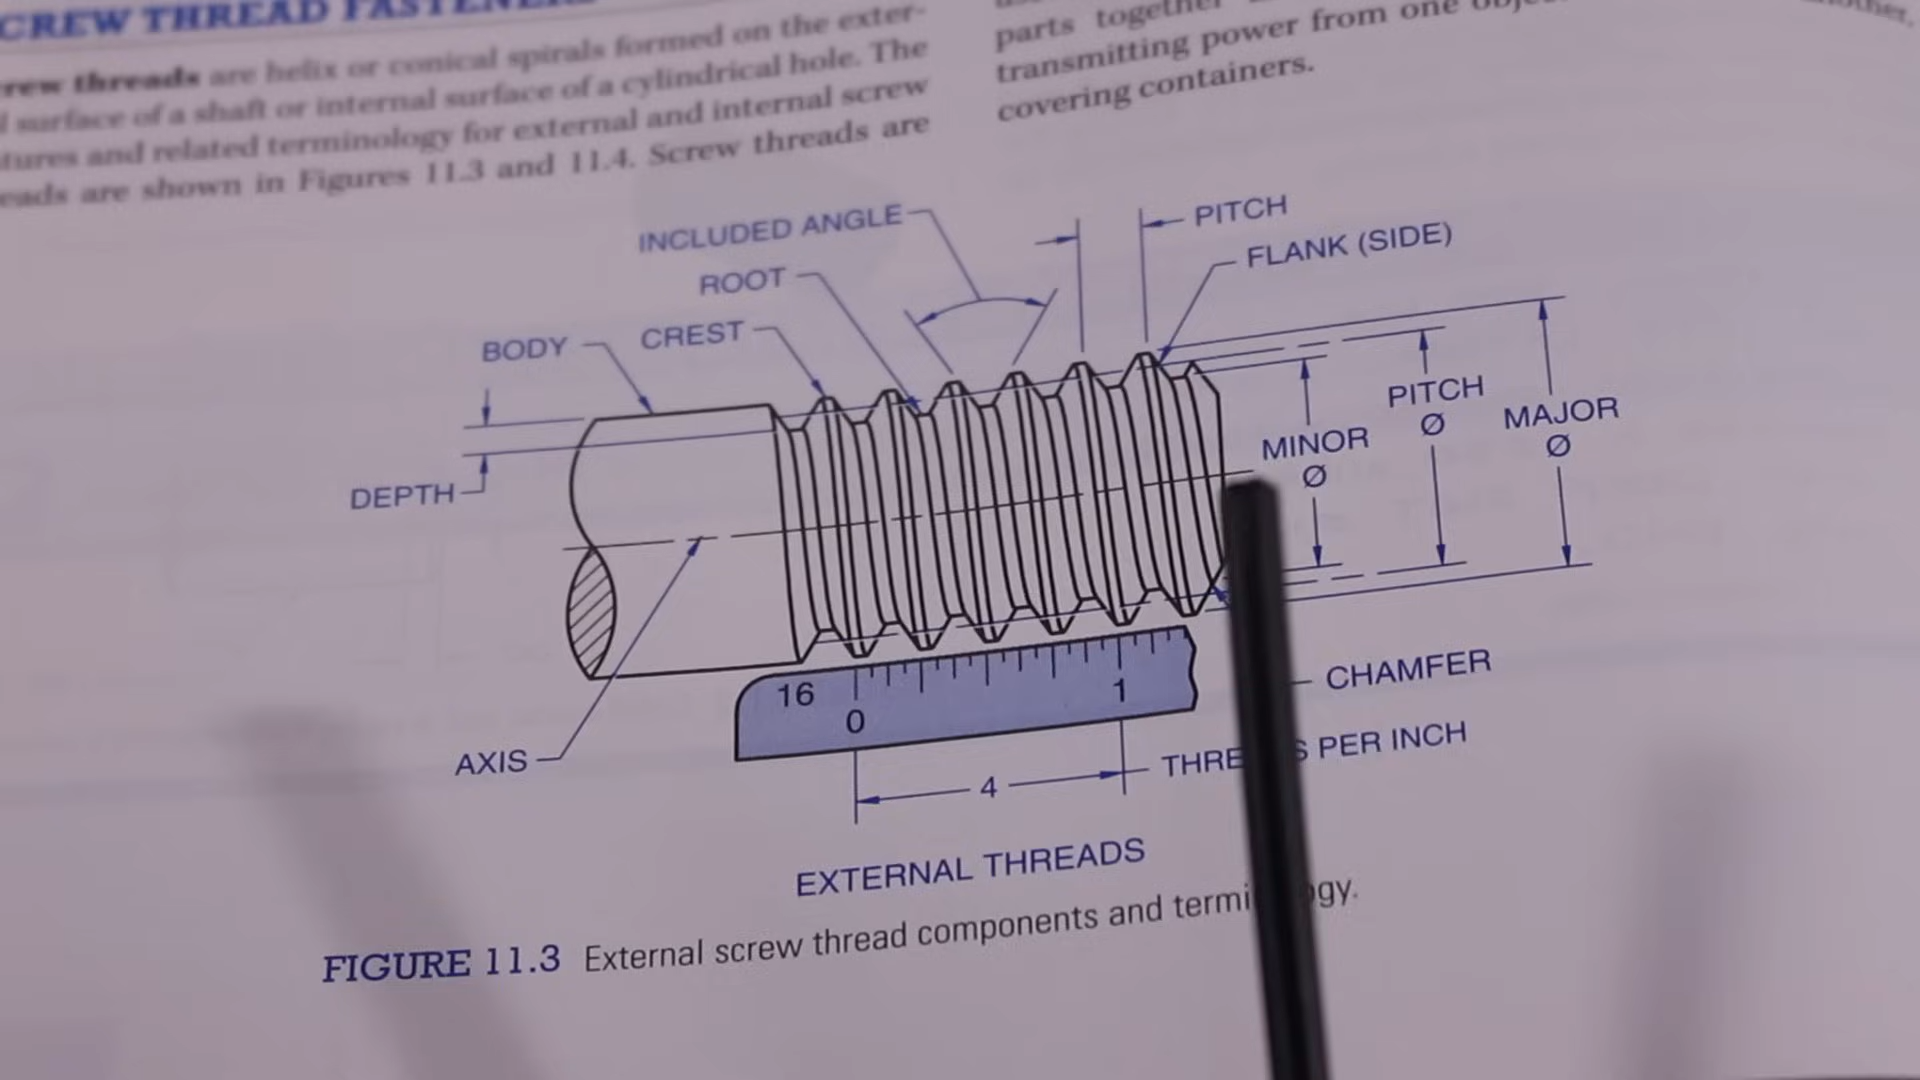 CREW THREAD FASTENERS
rew threads are helix or conical spirals formed on the exter-
l surface of a shaft or internal surface of a cylindrical hole. The
tures and related terminology for external and internal screw
eads are shown in Figures 11.3 and 11.4. Screw threads are
parts together
transmitting power from one
covering containers.
INCLUDED ANGLE
PITCH
ROOT
FLANK (SIDE)
BODY
CREST
PITCH
Ø
MAJOR
Ø
MINOR
Ø
DEPTH
16
0
1
CHAMFER
AXIS
4
THRE S PER INCH
EXTERNAL THREADS
FIGURE 11.3 External screw thread components and termi gy.